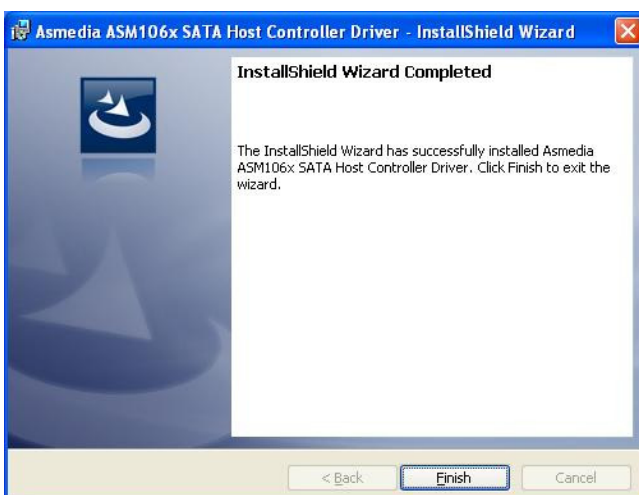 Asmedia ASM106x SATA Host Controller Driver - InstallShield Wizard
InstallShield Wizard Completed
The InstallShield Wizard has successfully installed Asmedia
ASM106x SATA Host Controller Driver. Click Finish to exit the
wizard.
< Back Finish Cancel